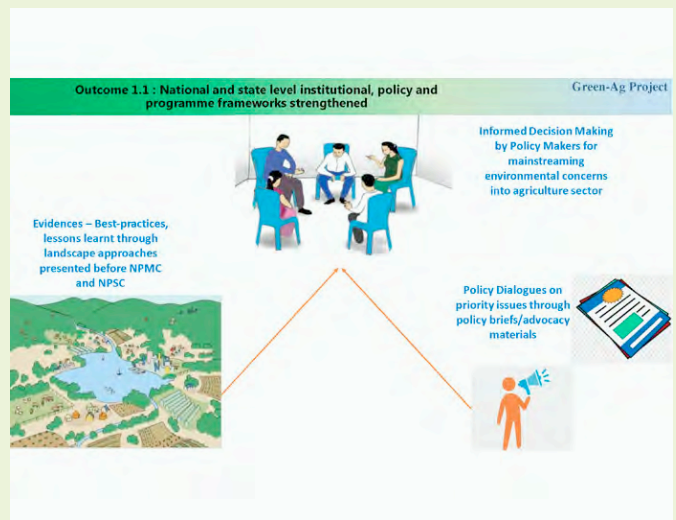 Outcome 1.1 : National and state level institutional, policy and
programme frameworks strengthened
Green-Ag Project
Informed Decision Making
by Policy Makers for
mainstreaming
environmental concerns
into agriculture sector
Evidences – Best-practices,
lessons learnt through
landscape approaches
presented before NPMC
and NPSC
Policy Dialogues on
priority issues through
policy briefs/advocacy
materials